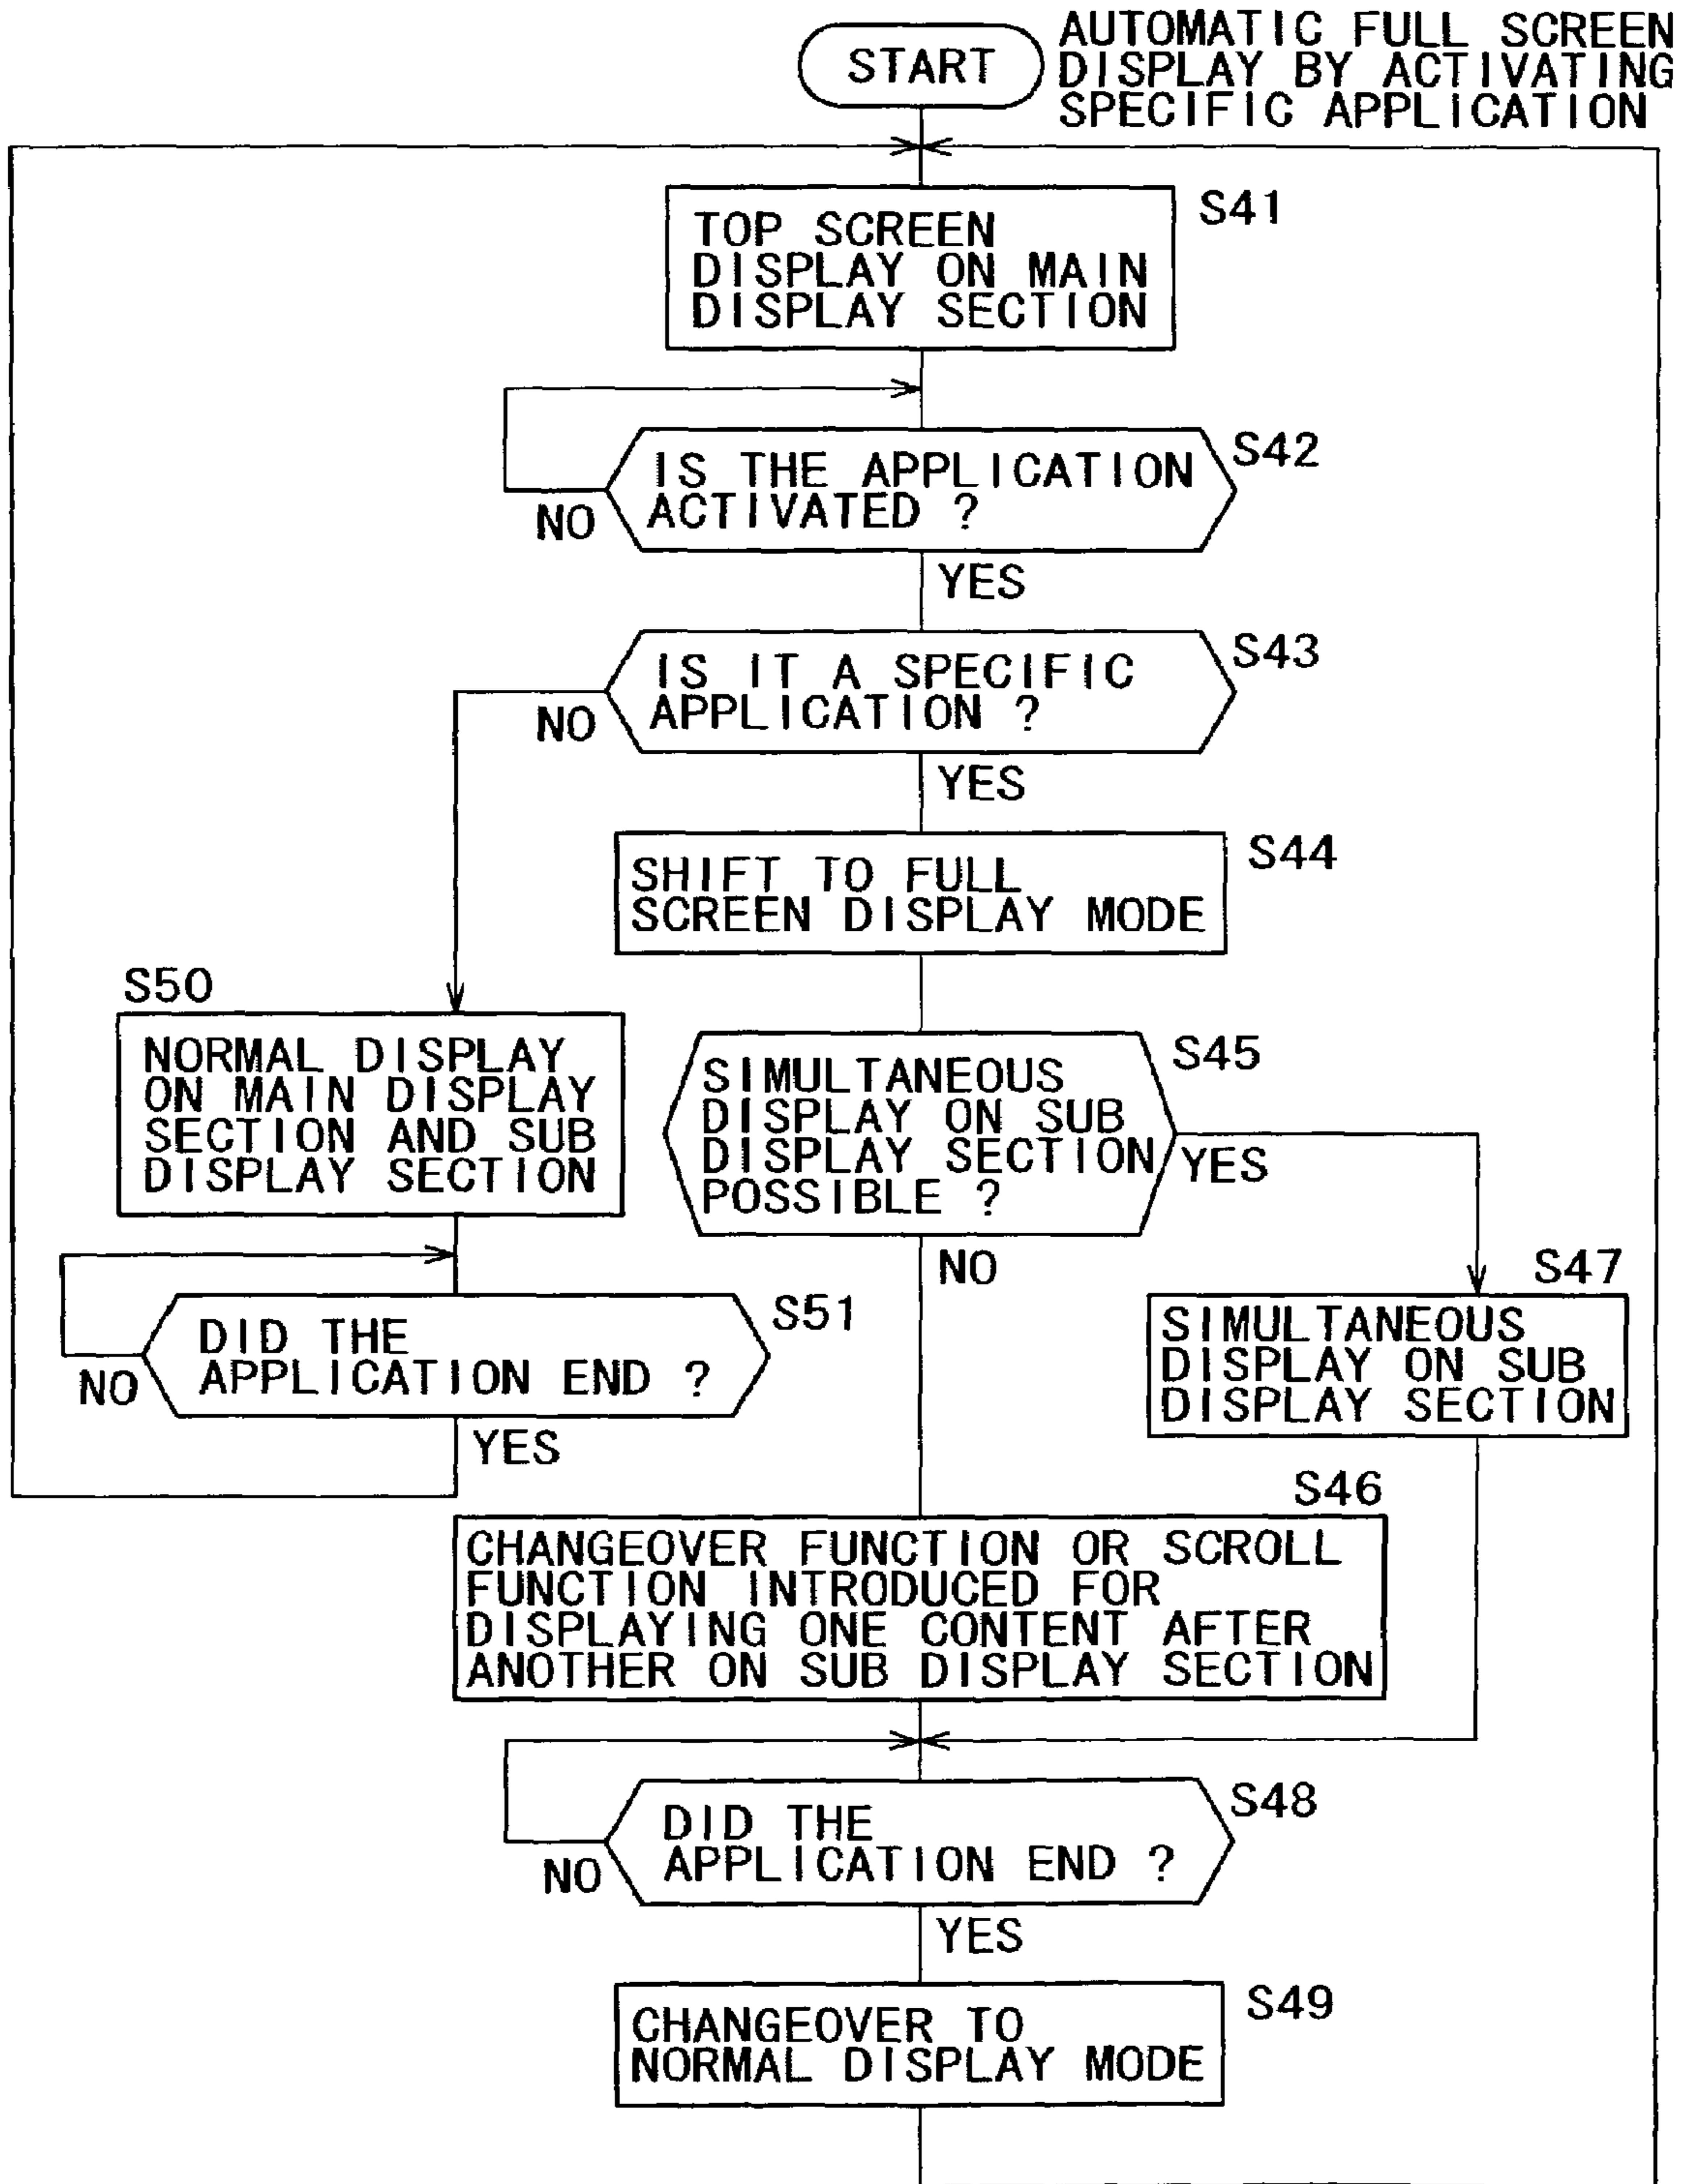 START
AUTOMATIC FULL SCREEN
DISPLAY BY ACTIVATING
SPECIFIC APPLICATION
S41
TOP SCREEN
DISPLAY ON MAIN
DISPLAY SECTION
S42
IS THE APPLICATION
ACTIVATED ?
NO
YES
S43
IS IT A SPECIFIC
APPLICATION ?
NO
YES
S44
SHIFT TO FULL
SCREEN DISPLAY MODE
S50
NORMAL DISPLAY
ON MAIN DISPLAY
SECTION AND SUB
DISPLAY SECTION
S45
SIMULTANEOUS
DISPLAY ON SUB
DISPLAY SECTION
POSSIBLE ?
YES
NO
S51
DID THE
APPLICATION END ?
NO
YES
S47
SIMULTANEOUS
DISPLAY ON SUB
DISPLAY SECTION
S46
CHANGEOVER FUNCTION OR SCROLL
FUNCTION INTRODUCED FOR
DISPLAYING ONE CONTENT AFTER
ANOTHER ON SUB DISPLAY SECTION
S48
DID THE
APPLICATION END ?
NO
YES
S49
CHANGEOVER TO
NORMAL DISPLAY MODE